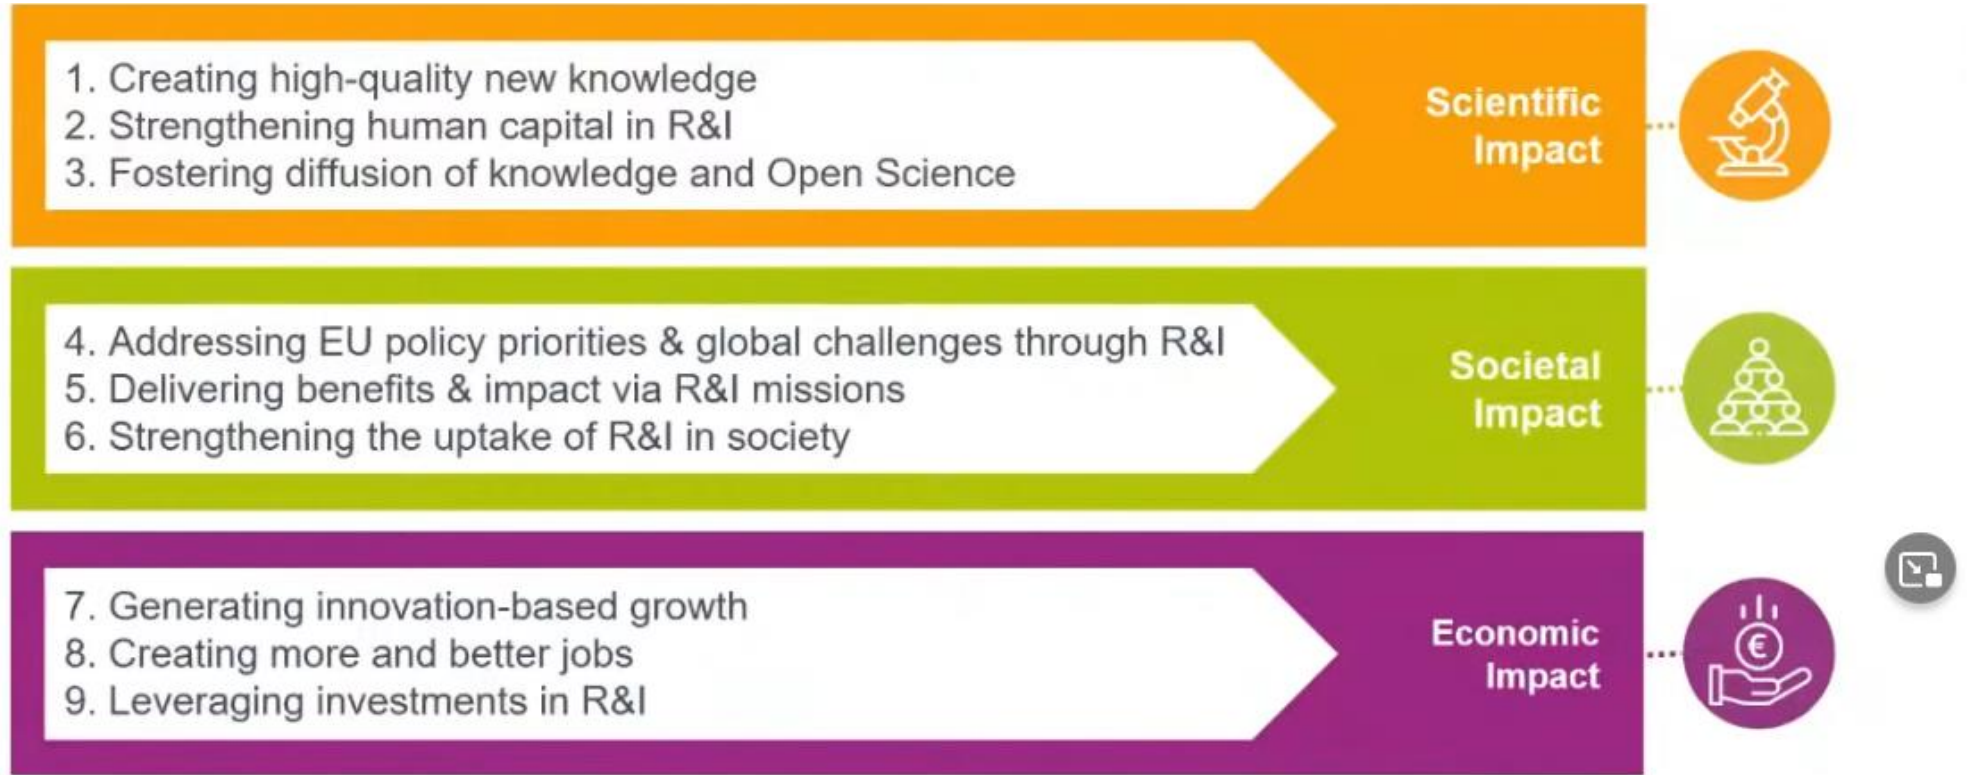 1. Creating high-quality new knowledge
2. Strengthening human capital in R&I
3. Fostering diffusion of knowledge and Open Science
Scientific
Impact
4. Addressing EU policy priorities & global challenges through R&I
5. Delivering benefits & impact via R&I missions
6. Strengthening the uptake of R&I in society
Societal
Impact
7. Generating innovation-based growth
8. Creating more and better jobs
9. Leveraging investments in R&I
Economic
Impact
€